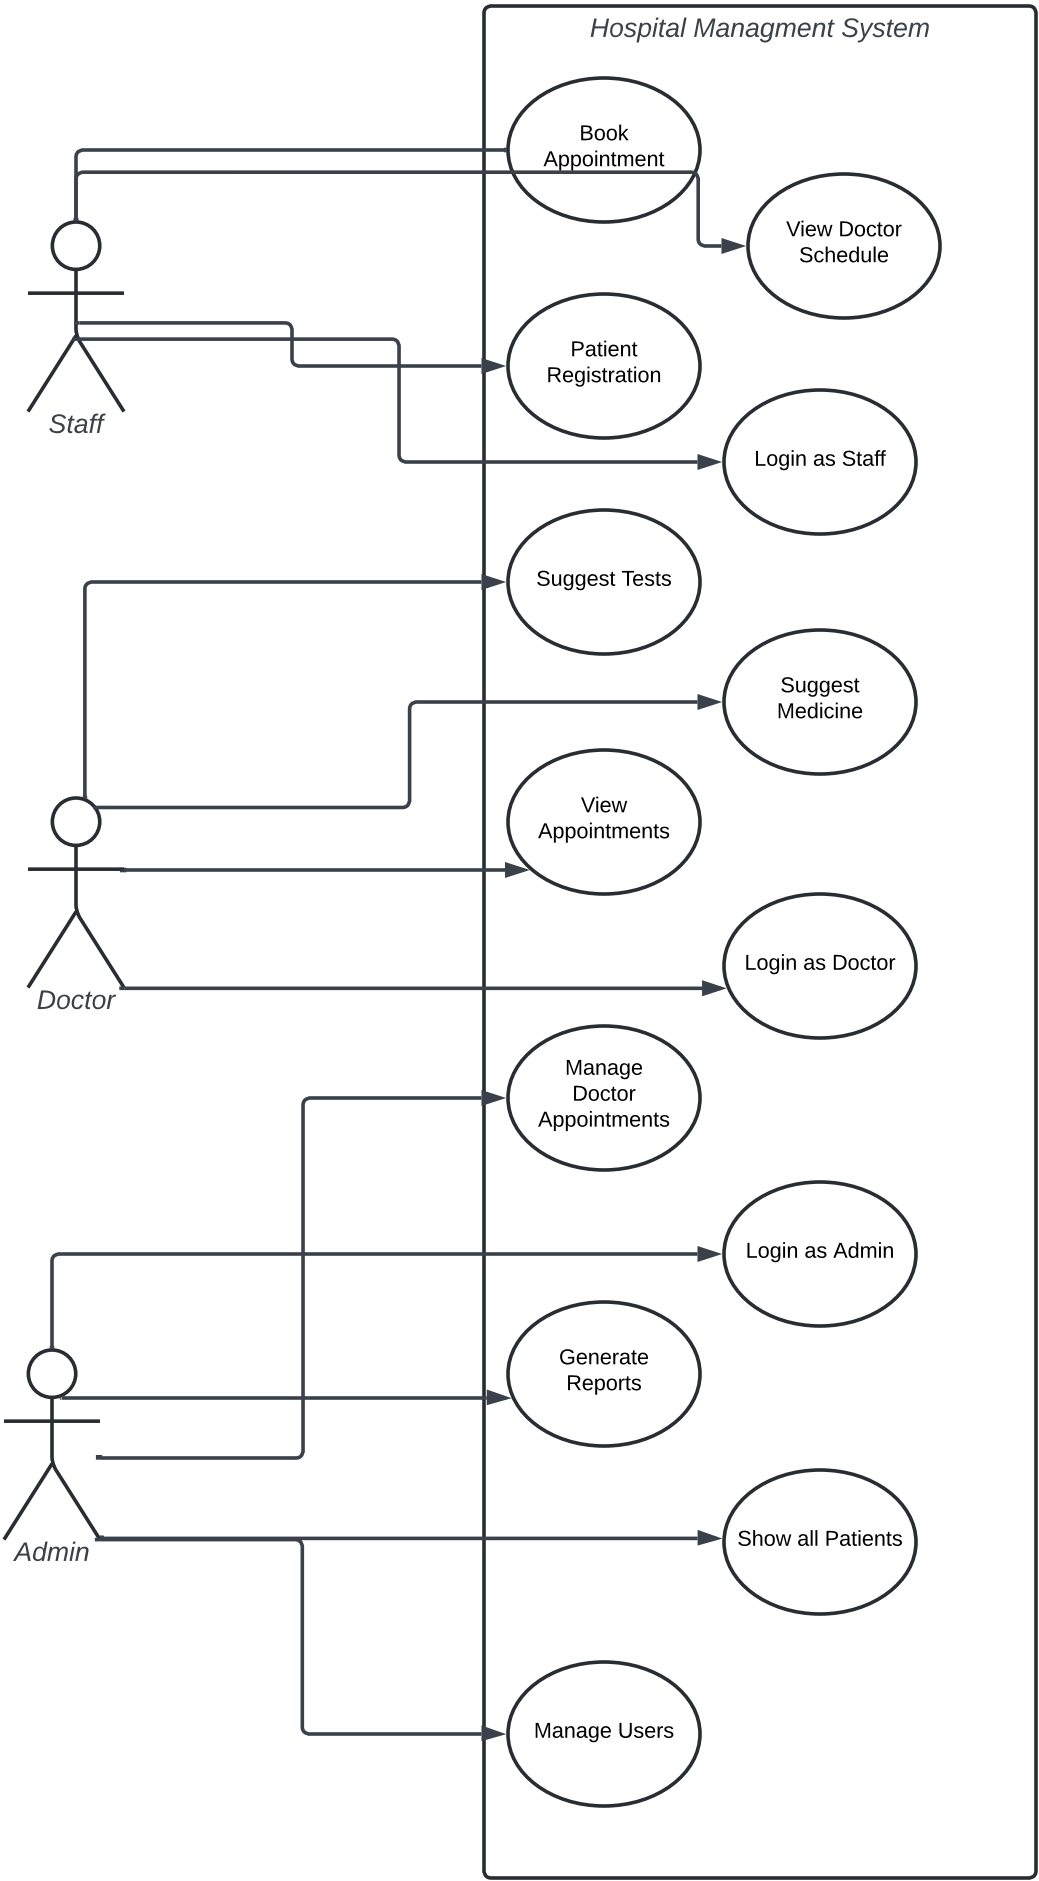 Hospital Managment System
Book
Appointment
View Doctor
Schedule
Patient
Registration
Staff
Login as Staff
Suggest Tests
Suggest
Medicine
View
Appointments
Login as Doctor
Doctor
Manage
Doctor
Appointments
Login as Admin
Generate
Reports
Show all Patients
Admin
Manage Users